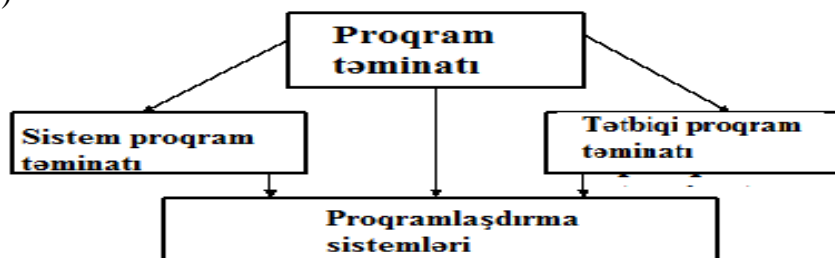 )
Proqram
təminatı
Sistem proqram
təminatı
Tətbiqi proqram
təminatı
Proqramlaşdırma
sistemləri